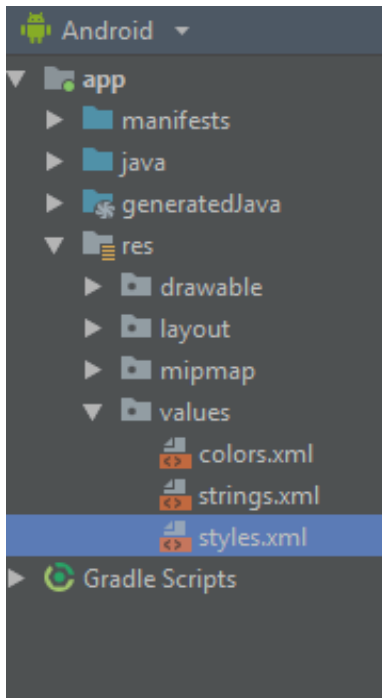 Android
app
manifests
java
generatedJava
res
drawable
layout
mipmap
values
colors.xml
strings.xml
styles.xml
Gradle Scripts